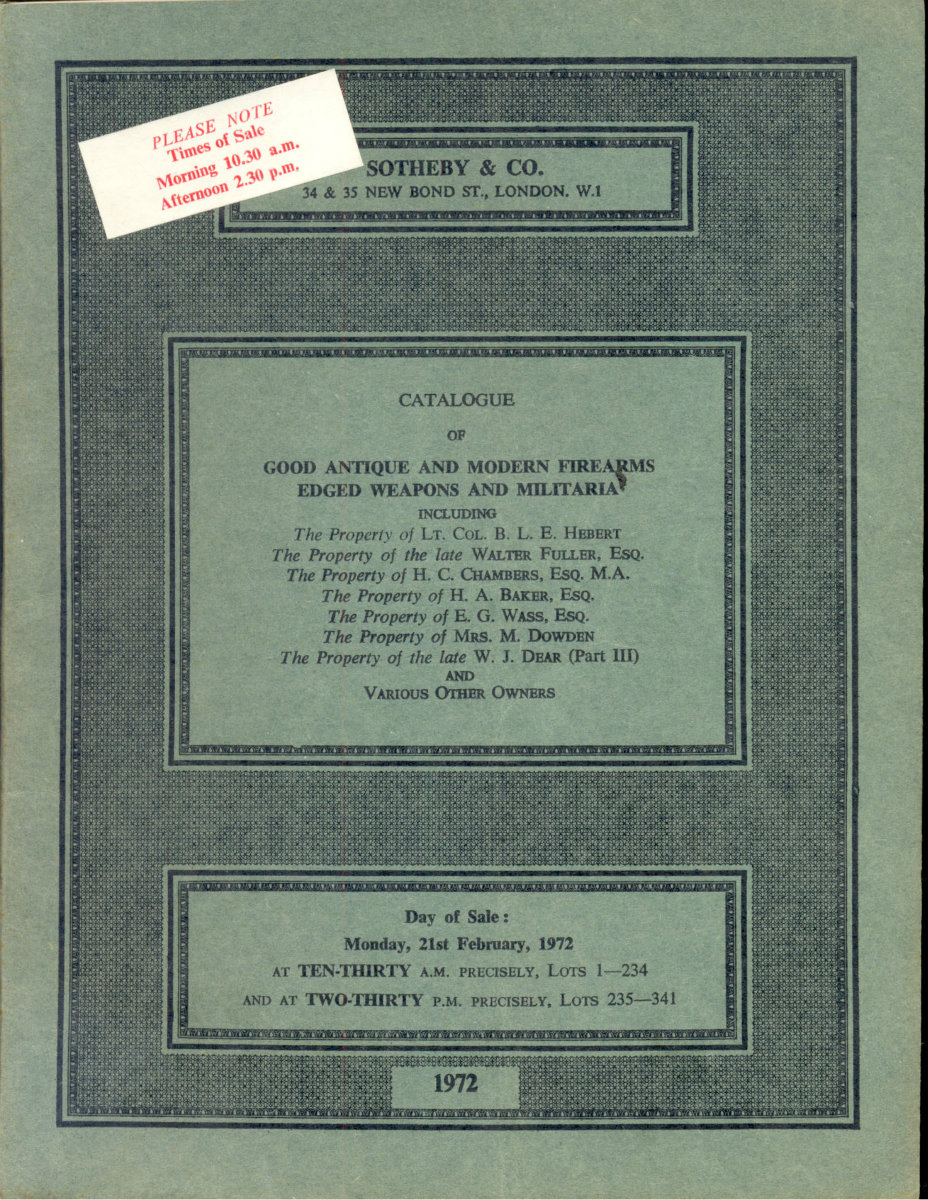 PLEASE NOTE
Times of Sale
Morning 10.30 a.m.
Afternoon 2.30 p.m,
SOTHEBY & CO.
34 & 35 NEW BOND ST., LONDON. W.1
CATALOGUE
OF
GOOD ANTIQUE AND MODERN FIREARMS
EDGED WEAPONS AND MILITARIA
INCLUDING
The Property of LT. COL. B. L. E. HEBERT
The Property of the late WALTER FULLER, ESQ.
The Property of H. C. CHAMBERS, ESQ. M.A.
The Property of H. A. BAKER, ESQ.
The Property of E. G. WASS, ESQ.
The Property of MRS. M. DOWDEN
The Property of the late W. J. DEAR (Part III)
AND
VARIOUS OTHER OWNERS
Day of Sale:
Monday, 21st February, 1972
AT TEN-THIRTY A.M. PRECISELY, LOTS 1—234
AND AT TWO-THIRTY P.M. PRECISELY, LOTS 235—341
1972